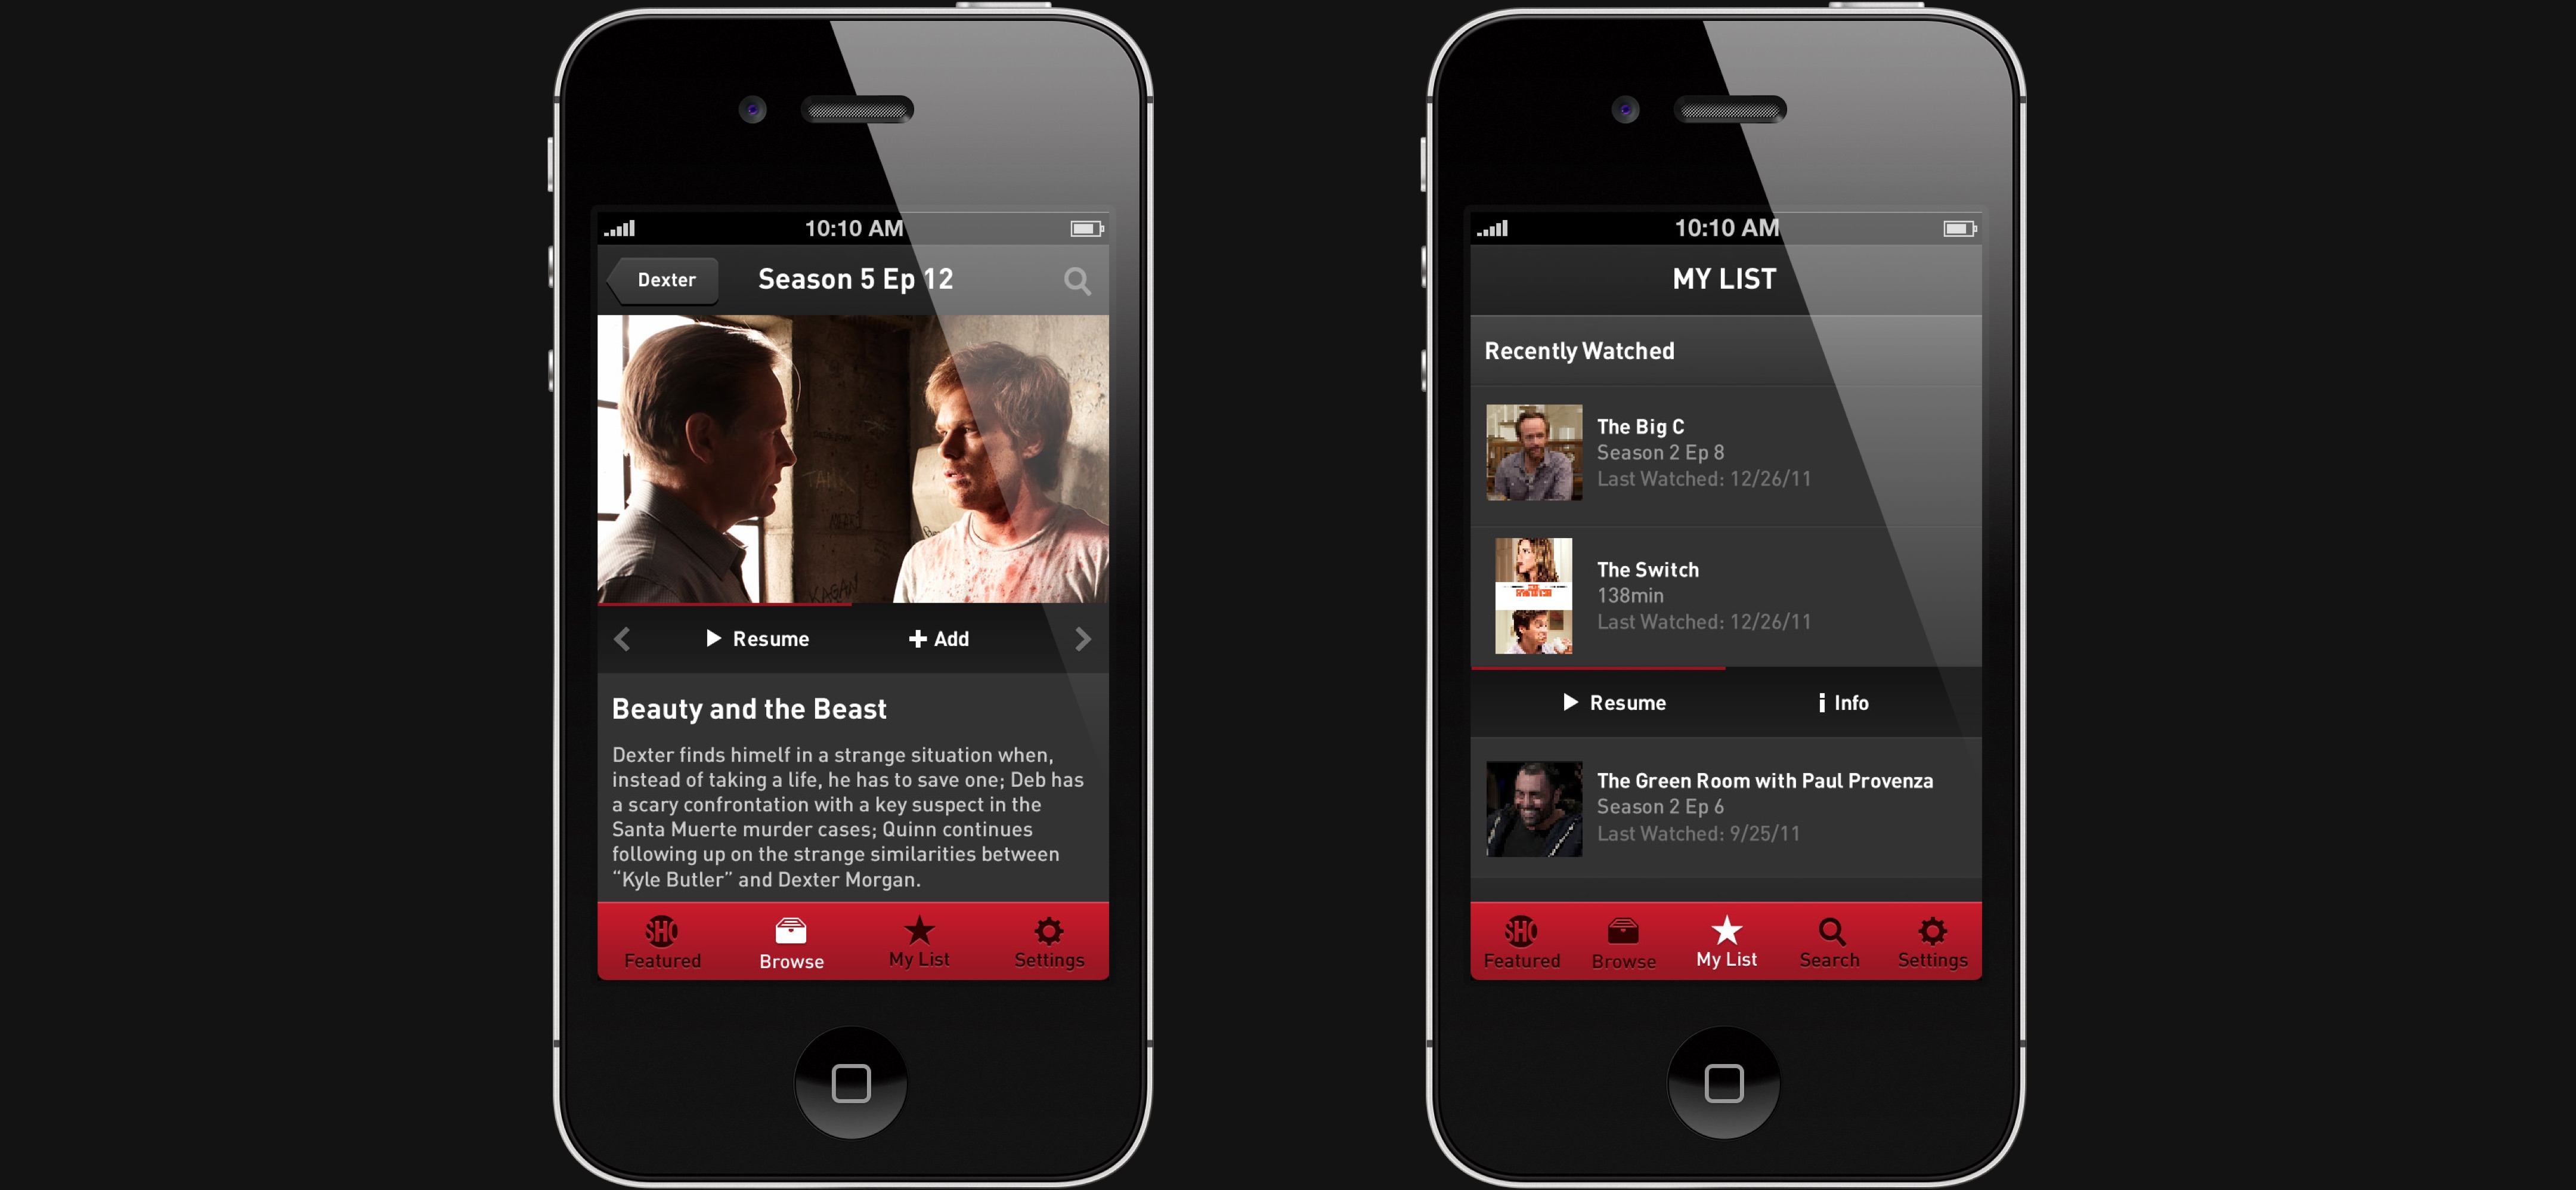 10:10 AM
Dexter
Season 5 Ep 12
TANK
KAGAN
Resume
Add
Beauty and the Beast
Dexter finds himelf in a strange situation when,
instead of taking a life, he has to save one; Deb has
a scary confrontation with a key suspect in the
Santa Muerte murder cases; Quinn continues
following up on the strange similarities between
“Kyle Butler” and Dexter Morgan.
SHO
Featured
Browse
My List
Settings
10:10 AM
MY LIST
Recently Watched
The Big C
Season 2 Ep 8
Last Watched: 12/26/11
The Switch
138min
Last Watched: 12/26/11
Resume
Info
The Green Room with Paul Provenza
Season 2 Ep 6
Last Watched: 9/25/11
SHO
Featured
Browse
My List
Search
Settings